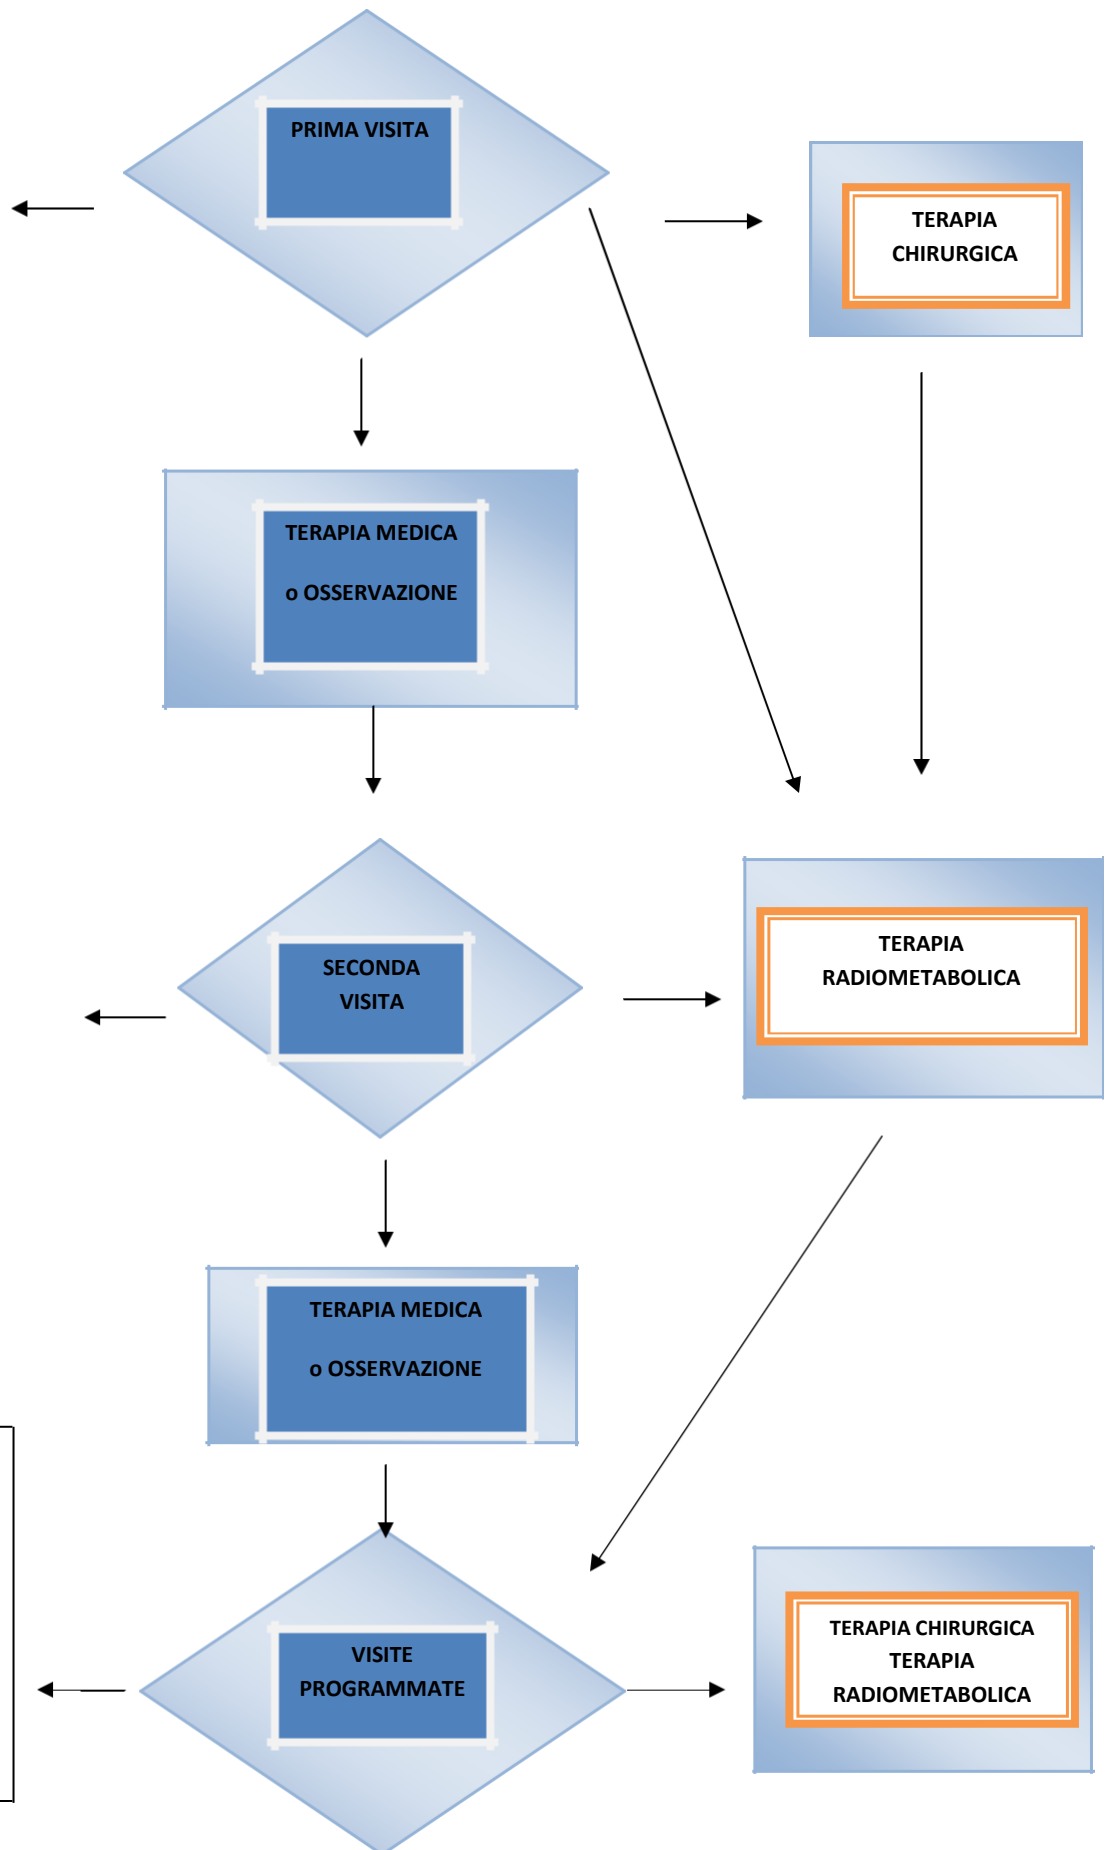 PRIMA VISITA
TERAPIA
CHIRURGICA
TERAPIA MEDICA
o OSSERVAZIONE
SECONDA
VISITA
TERAPIA
RADIOMETABOLICA
TERAPIA MEDICA
o OSSERVAZIONE
VISITE
PROGRAMMATE
TERAPIA CHIRURGICA
TERAPIA
RADIOMETABOLICA